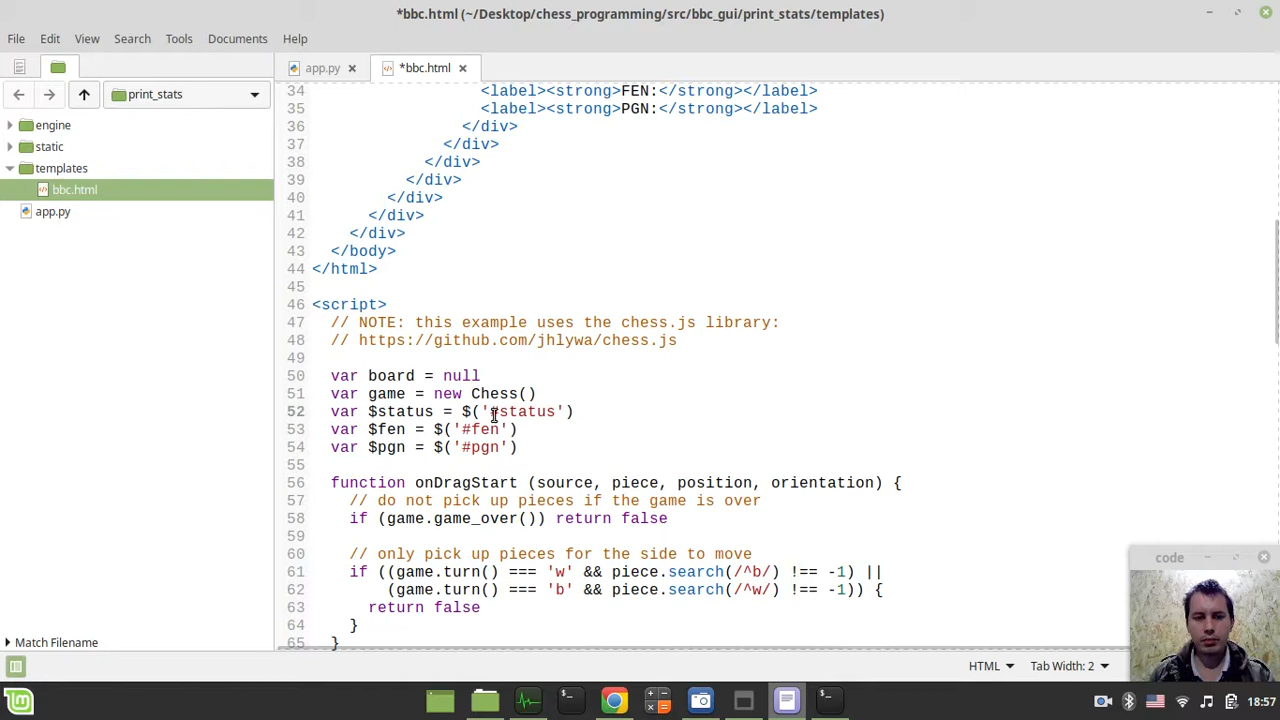 *bbc.html (~/Desktop/chess_programming/src/bbc_gui/print_stats/templates)
File Edit View Search Tools Documents Help
app.py *bbc.html
print_stats
engine
static
templates
bbc.html
app.py
34 <label><strong>FEN:</strong></label>
35 <label><strong>PGN:</strong></label>
36 </div>
37 </div>
38 </div>
39 </div>
40 </div>
41 </div>
42 </div>
43 </body>
44 </html>
45
46 <script>
47 // NOTE: this example uses the chess.js library:
48 // https://github.com/jhlywa/chess.js
49
50 var board = null
51 var game = new Chess()
52 var $status = $('#status')
53 var $fen = $('#fen')
54 var $pgn = $('#pgn')
55
56 function onDragStart (source, piece, position, orientation) {
57 // do not pick up pieces if the game is over
58 if (game.game_over()) return false
59
60 // only pick up pieces for the side to move
61 if ((game.turn() === 'w' && piece.search(/^b/) !== -1) ||
62 (game.turn() === 'b' && piece.search(/^w/) !== -1)) {
63 return false
64 }
65 }
code
Match Filename
HTML Tab Width: 2
18:57